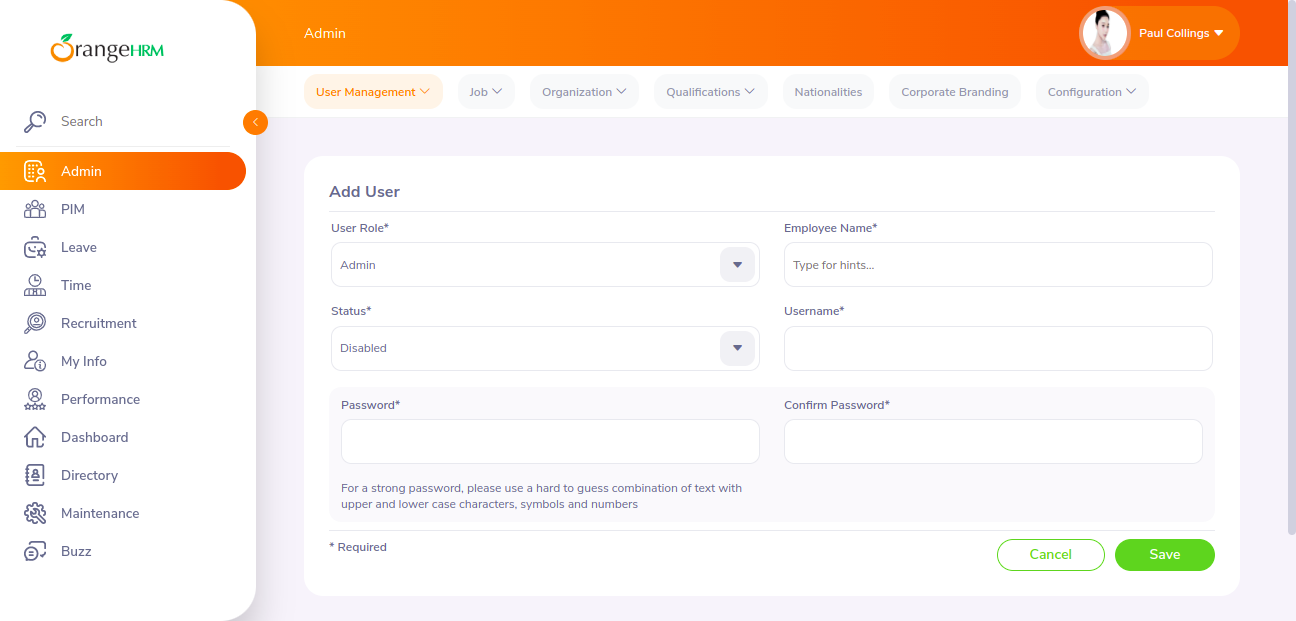 OrangeHRM
Admin
Paul Collings
User Management
Job
Organization
Qualifications
Nationalities
Corporate Branding
Configuration
Search
Admin
PIM
Leave
Time
Recruitment
My Info
Performance
Dashboard
Directory
Maintenance
Buzz
Add User
User Role*
Employee Name*
Admin
Type for hints...
Status*
Username*
Disabled
Password*
Confirm Password*
For a strong password, please use a hard to guess combination of text with
upper and lower case characters, symbols and numbers
* Required
Cancel
Save